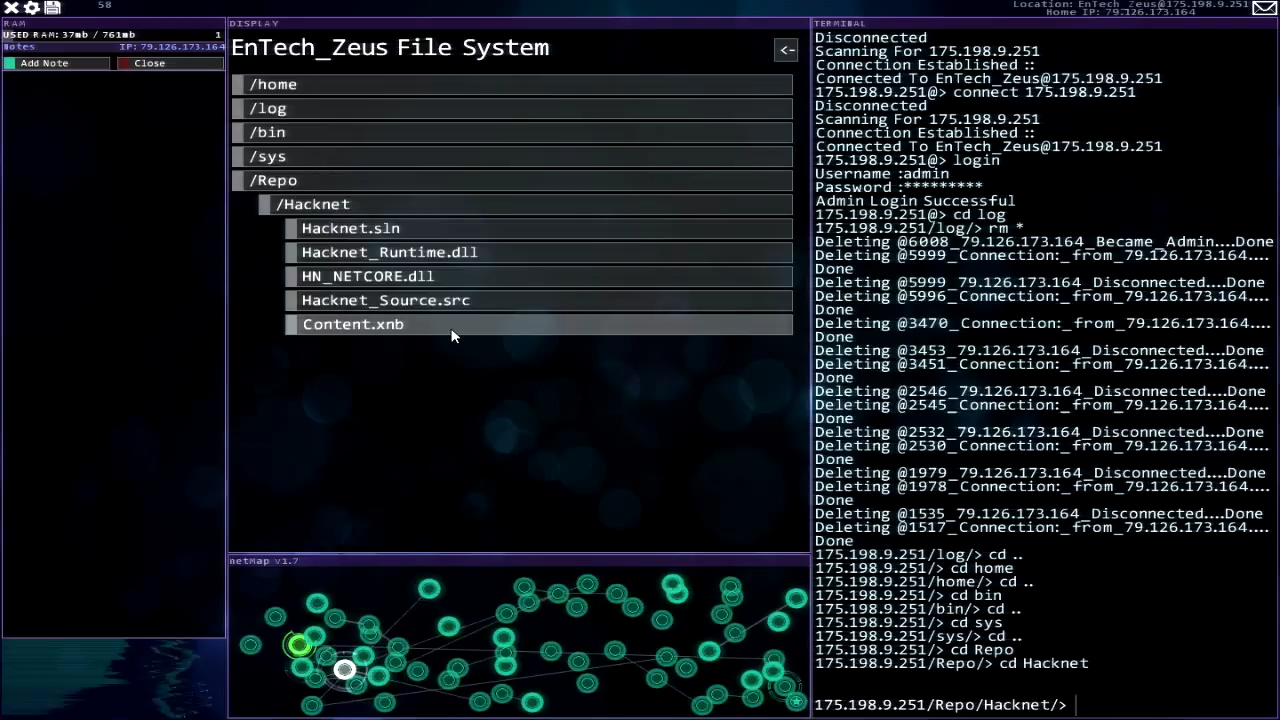 58
Location: EnTech_Zeus@175.198.9.251
Home IP: 79.126.173.164
RAM
USED RAM: 37mb / 761mb 1
Notes IP: 79.126.173.164
Add Note Close
DISPLAY
EnTech_Zeus File System
<-
/home
/log
/bin
/sys
/Repo
/Hacknet
Hacknet.sln
Hacknet_Runtime.dll
HN_NETCORE.dll
Hacknet_Source.src
Content.xnb
netMap v1.7
TERMINAL
Disconnected
Scanning For 175.198.9.251
Connection Established ::
Connected To EnTech_Zeus@175.198.9.251
175.198.9.251@> connect 175.198.9.251
Disconnected
Scanning For 175.198.9.251
Connection Established ::
Connected To EnTech_Zeus@175.198.9.251
175.198.9.251@> login
Username :admin
Password :*********
Admin Login Successful
175.198.9.251@> cd log
175.198.9.251/log/> rm *
Deleting @6008_79.126.173.164_Became_Admin....Done
Deleting @5999_Connection:_from_79.126.173.164....
Done
Deleting @5999_79.126.173.164_Disconnected....Done
Deleting @5996_Connection:_from_79.126.173.164....
Done
Deleting @3470_Connection:_from_79.126.173.164....
Done
Deleting @3453_79.126.173.164_Disconnected....Done
Deleting @3451_Connection:_from_79.126.173.164....
Done
Deleting @2546_79.126.173.164_Disconnected....Done
Deleting @2545_Connection:_from_79.126.173.164....
Done
Deleting @2532_79.126.173.164_Disconnected....Done
Deleting @2530_Connection:_from_79.126.173.164....
Done
Deleting @1979_79.126.173.164_Disconnected....Done
Deleting @1978_Connection:_from_79.126.173.164....
Done
Deleting @1535_79.126.173.164_Disconnected....Done
Deleting @1517_Connection:_from_79.126.173.164....
Done
175.198.9.251/log/> cd ..
175.198.9.251/> cd home
175.198.9.251/home/> cd ..
175.198.9.251/> cd bin
175.198.9.251/bin/> cd ..
175.198.9.251/> cd sys
175.198.9.251/sys/> cd ..
175.198.9.251/> cd Repo
175.198.9.251/Repo/> cd Hacknet
175.198.9.251/Repo/Hacknet/>